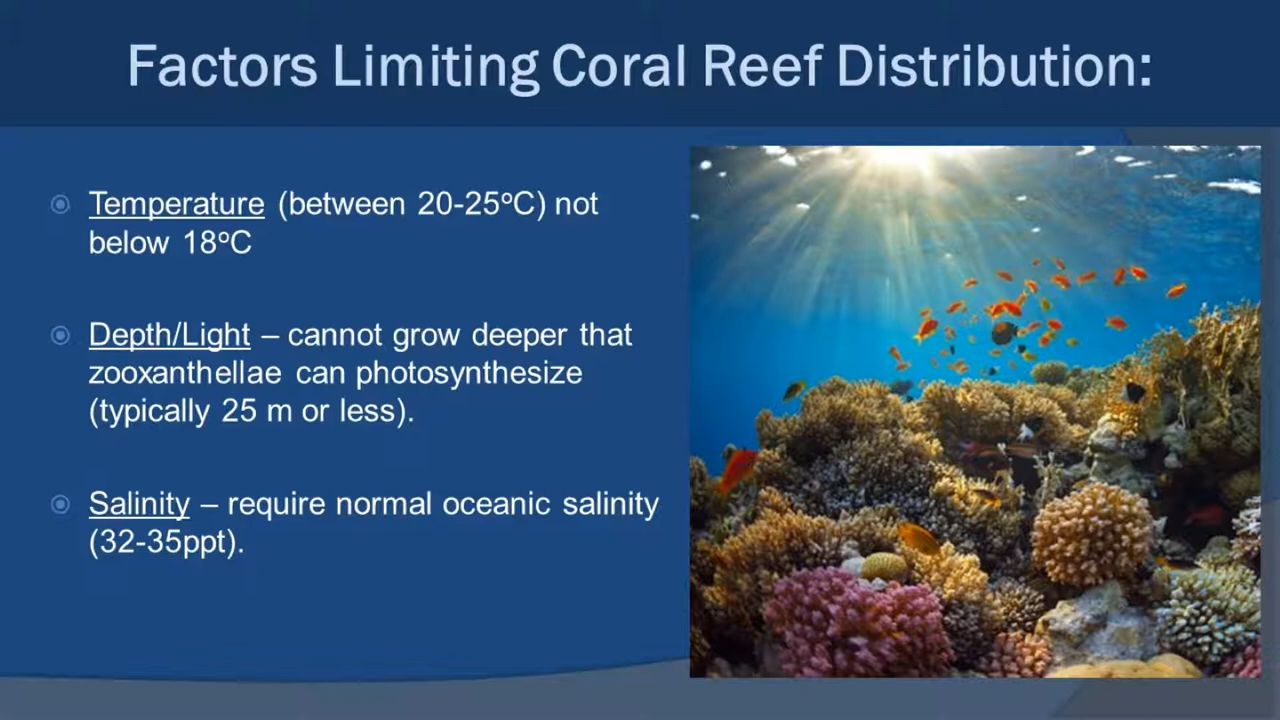 Factors Limiting Coral Reef Distribution:
Temperature (between 20-25ºC) not
below 18ºC
Depth/Light – cannot grow deeper that
zooxanthellae can photosynthesize
(typically 25 m or less).
Salinity – require normal oceanic salinity
(32-35ppt).